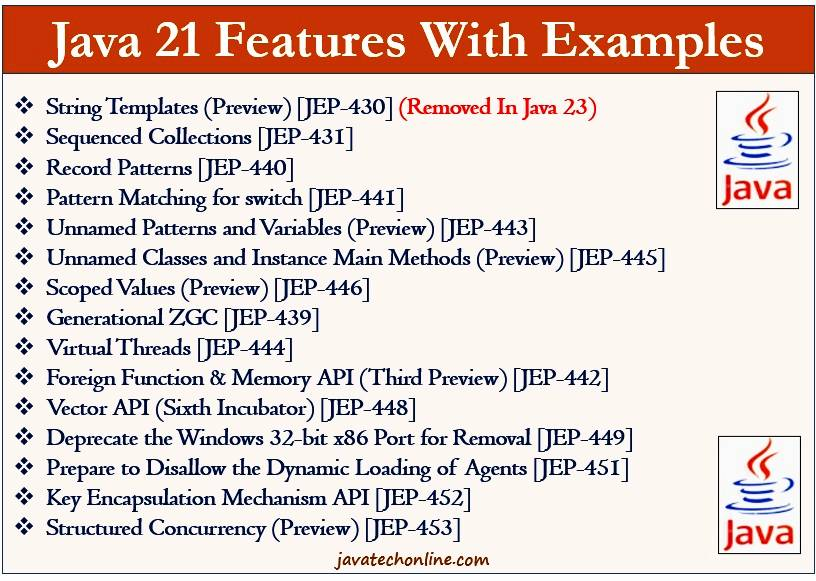 Java 21 Features With Examples
❖ String Templates (Preview) [JEP-430] (Removed In Java 23)
❖ Sequenced Collections [JEP-431]
❖ Record Patterns [JEP-440]
❖ Pattern Matching for switch [JEP-441]
❖ Unnamed Patterns and Variables (Preview) [JEP-443]
❖ Unnamed Classes and Instance Main Methods (Preview) [JEP-445]
❖ Scoped Values (Preview) [JEP-446]
❖ Generational ZGC [JEP-439]
❖ Virtual Threads [JEP-444]
❖ Foreign Function & Memory API (Third Preview) [JEP-442]
❖ Vector API (Sixth Incubator) [JEP-448]
❖ Deprecate the Windows 32-bit x86 Port for Removal [JEP-449]
❖ Prepare to Disallow the Dynamic Loading of Agents [JEP-451]
❖ Key Encapsulation Mechanism API [JEP-452]
❖ Structured Concurrency (Preview) [JEP-453]
Java
Java
javatechonline.com